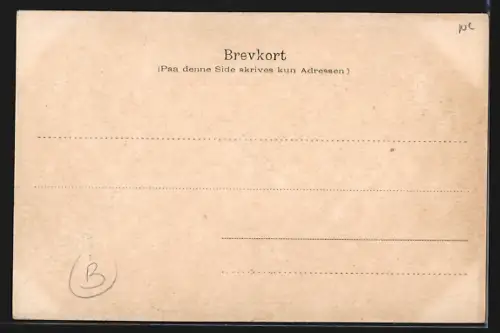 Brevkort
(Paa denne Side skrives kun Adressen)
B